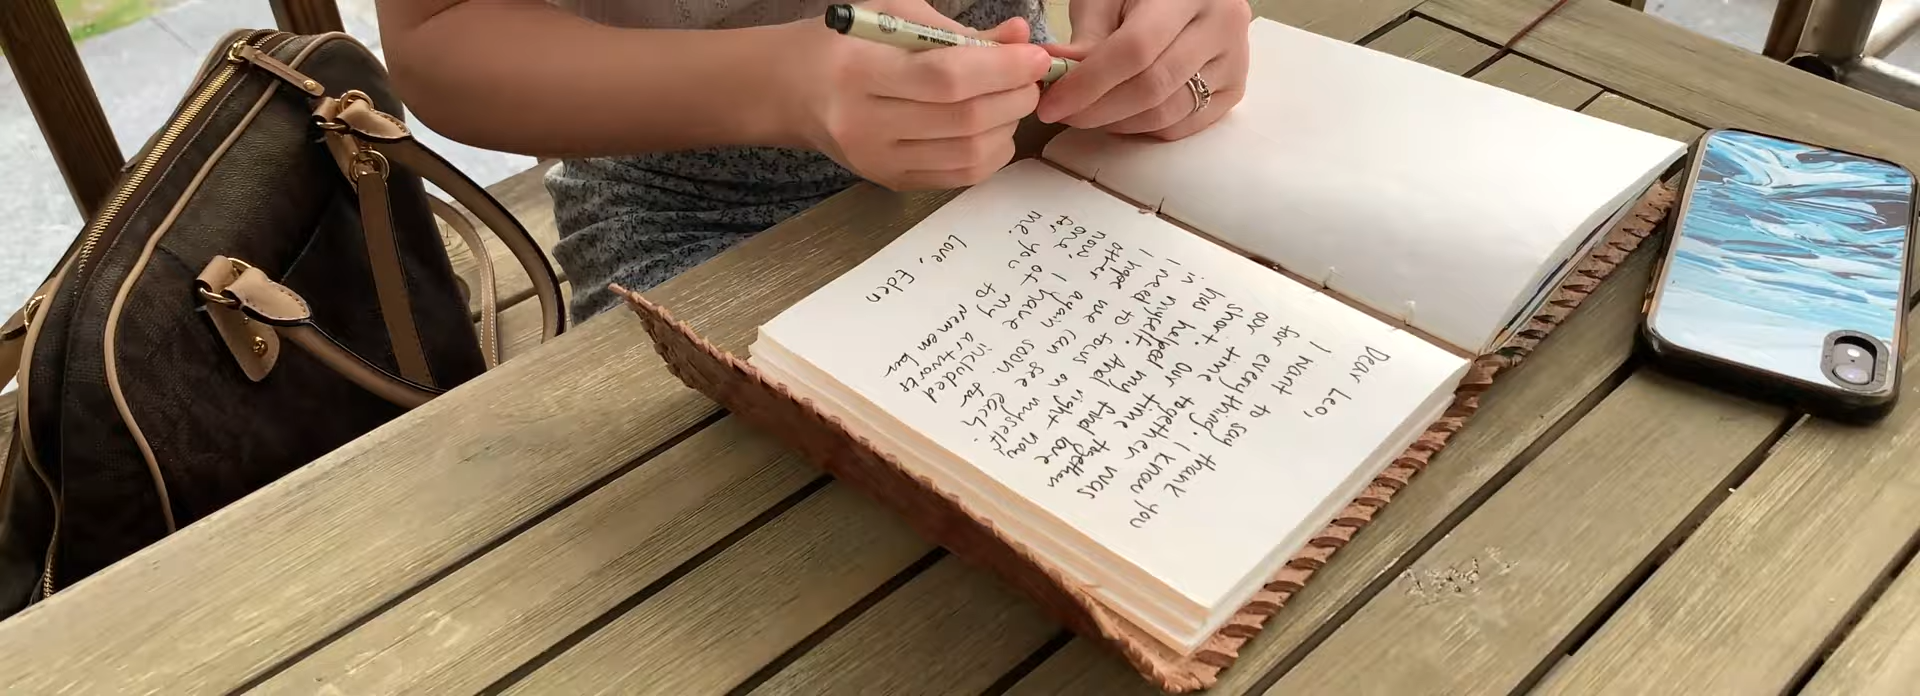 Dear Leo,
I want to say thank you
for everything. I know
our time together was
short. Our time together
has helped my find love
in myself. And right now
I need to focus on myself.
I hope we can see each
other again soon. for
now, I have included
one of my artworks
for you to remember
me.
Love, Eden